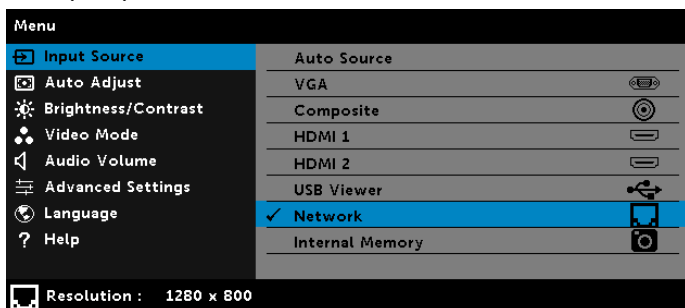 Menu
Input Source
Auto Adjust
Brightness/Contrast
Video Mode
Audio Volume
Advanced Settings
Language
? Help
Auto Source
VGA
Composite
HDMI 1
HDMI 2
USB Viewer
Network
Internal Memory
Resolution : 1280 x 800